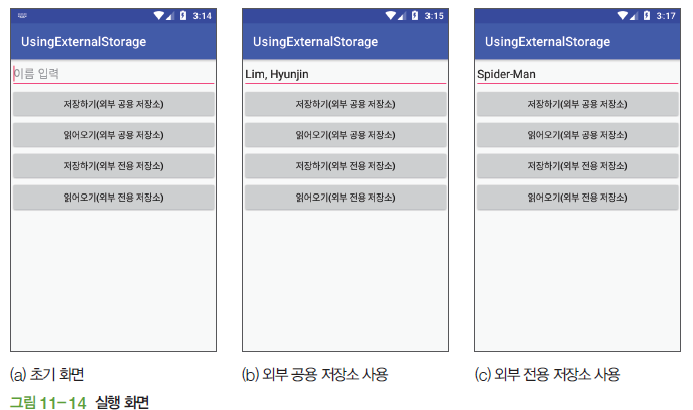 3:14
UsingExternalStorage
이름 입력
저장하기(외부 공용 저장소)
읽어오기(외부 공용 저장소)
저장하기(외부 전용 저장소)
읽어오기(외부 전용 저장소)
(a) 초기 화면
3:15
UsingExternalStorage
Lim, Hyunjin
저장하기(외부 공용 저장소)
읽어오기(외부 공용 저장소)
저장하기(외부 전용 저장소)
읽어오기(외부 전용 저장소)
(b) 외부 공용 저장소 사용
3:17
UsingExternalStorage
Spider-Man
저장하기(외부 공용 저장소)
읽어오기(외부 공용 저장소)
저장하기(외부 전용 저장소)
읽어오기(외부 전용 저장소)
(c) 외부 전용 저장소 사용
그림 11-14 실행 화면